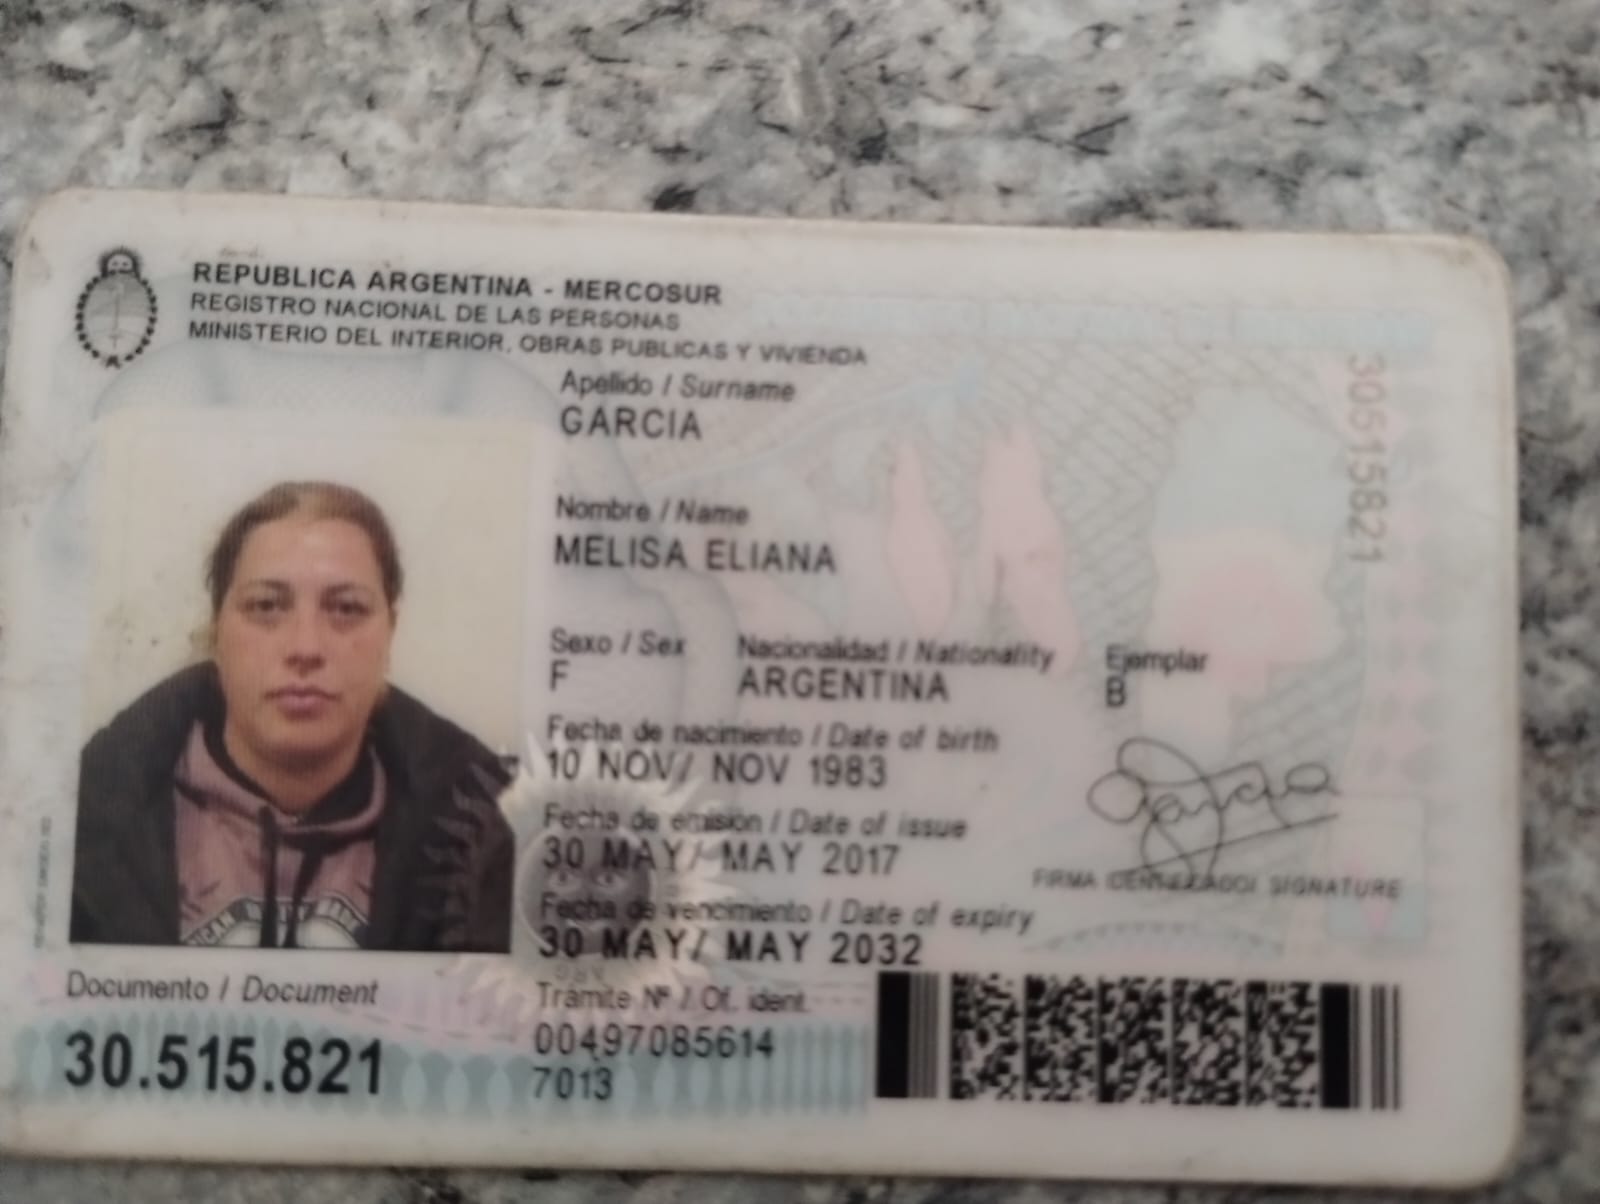 REPUBLICA ARGENTINA - MERCOSUR
REGISTRO NACIONAL DE LAS PERSONAS
MINISTERIO DEL INTERIOR, OBRAS PUBLICAS Y VIVIENDA
Apellido / Surname
GARCIA
Nombre / Name
MELISA ELIANA
Sexo / Sex Nacionalidad / Nationality Ejemplar
F ARGENTINA B
Fecha de nacimiento / Date of birth
10 NOV/ NOV 1983
Fecha de emisión / Date of issue
30 MAY/ MAY 2017
FIRMA IDENTIFICADO/ SIGNATURE
Fecha de vencimiento / Date of expiry
30 MAY/ MAY 2032
Documento / Document
30.515.821
Tramite Nº / Of. ident.
00497085614
7013
30515821
Garcia